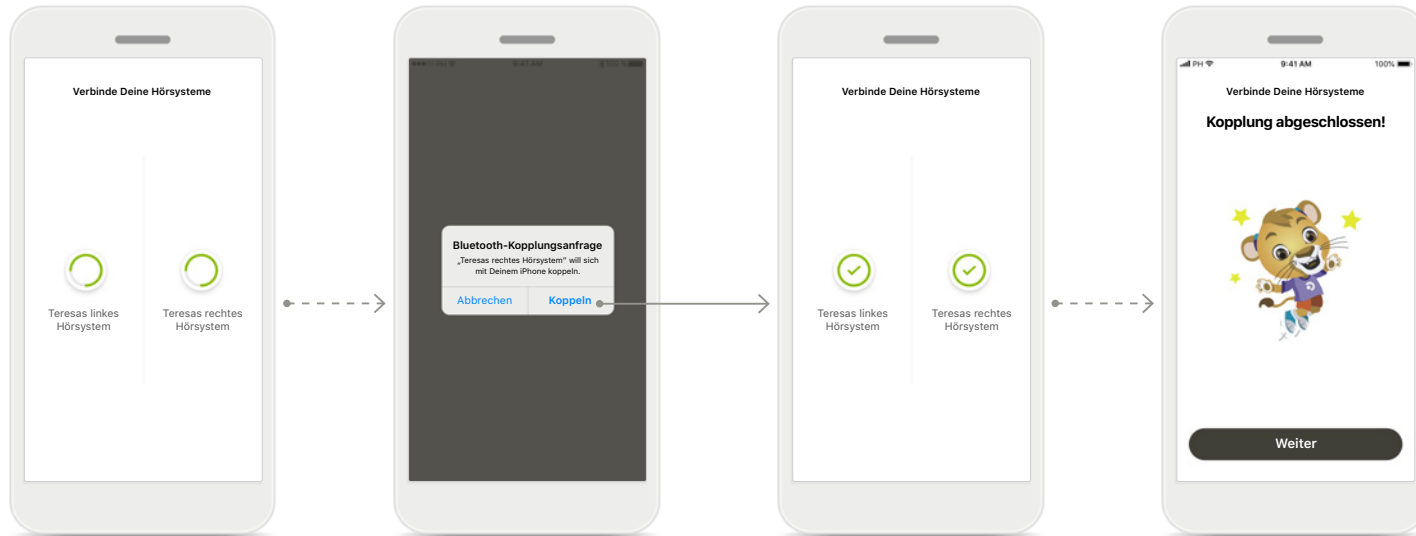 Verbinde Deine Hörsysteme
Teresas linkes
Hörsystem
Teresas rechtes
Hörsystem
9:41 AM
Bluetooth-Kopplungsanfrage
„Teresas rechtes Hörsystem“ will sich
mit Deinem iPhone koppeln.
Abbrechen Koppeln
Verbinde Deine Hörsysteme
Teresas linkes
Hörsystem
Teresas rechtes
Hörsystem
PH 9:41 AM 100%
Verbinde Deine Hörsysteme
Kopplung abgeschlossen!
Weiter